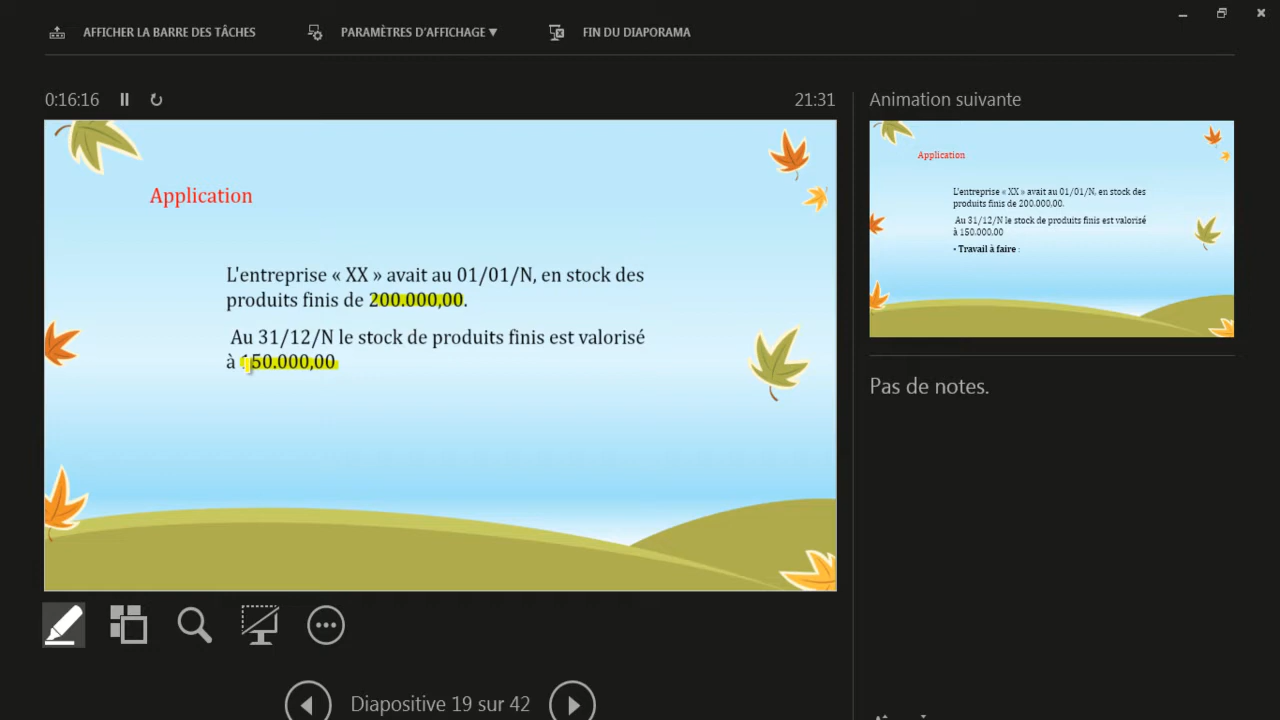 AFFICHER LA BARRE DES TÂCHES
PARAMÈTRES D'AFFICHAGE ▼
FIN DU DIAPORAMA
0:16:16
21:31
Application
L'entreprise « XX » avait au 01/01/N, en stock des
produits finis de 200.000,00.
Au 31/12/N le stock de produits finis est valorisé
à 150.000,00
Diapositive 19 sur 42
Animation suivante
Application
L'entreprise « XX » avait au 01/01/N, en stock des
produits finis de 200.000,00.
Au 31/12/N le stock de produits finis est valorisé
à 150.000,00
• Travail à faire :
Pas de notes.